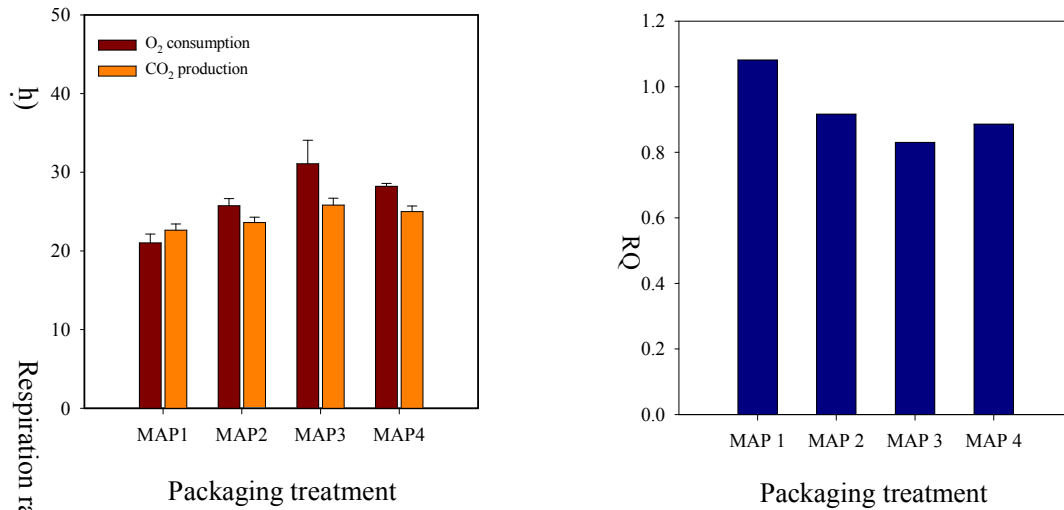 50
40
30
20
10
0
O₂ consumption
CO₂ production
MAP1 MAP2 MAP3 MAP4
Packaging treatment
Respiration
h)
1.2
1.0
0.8
0.6
0.4
0.2
0.0
RQ
MAP 1 MAP 2 MAP 3 MAP 4
Packaging treatment